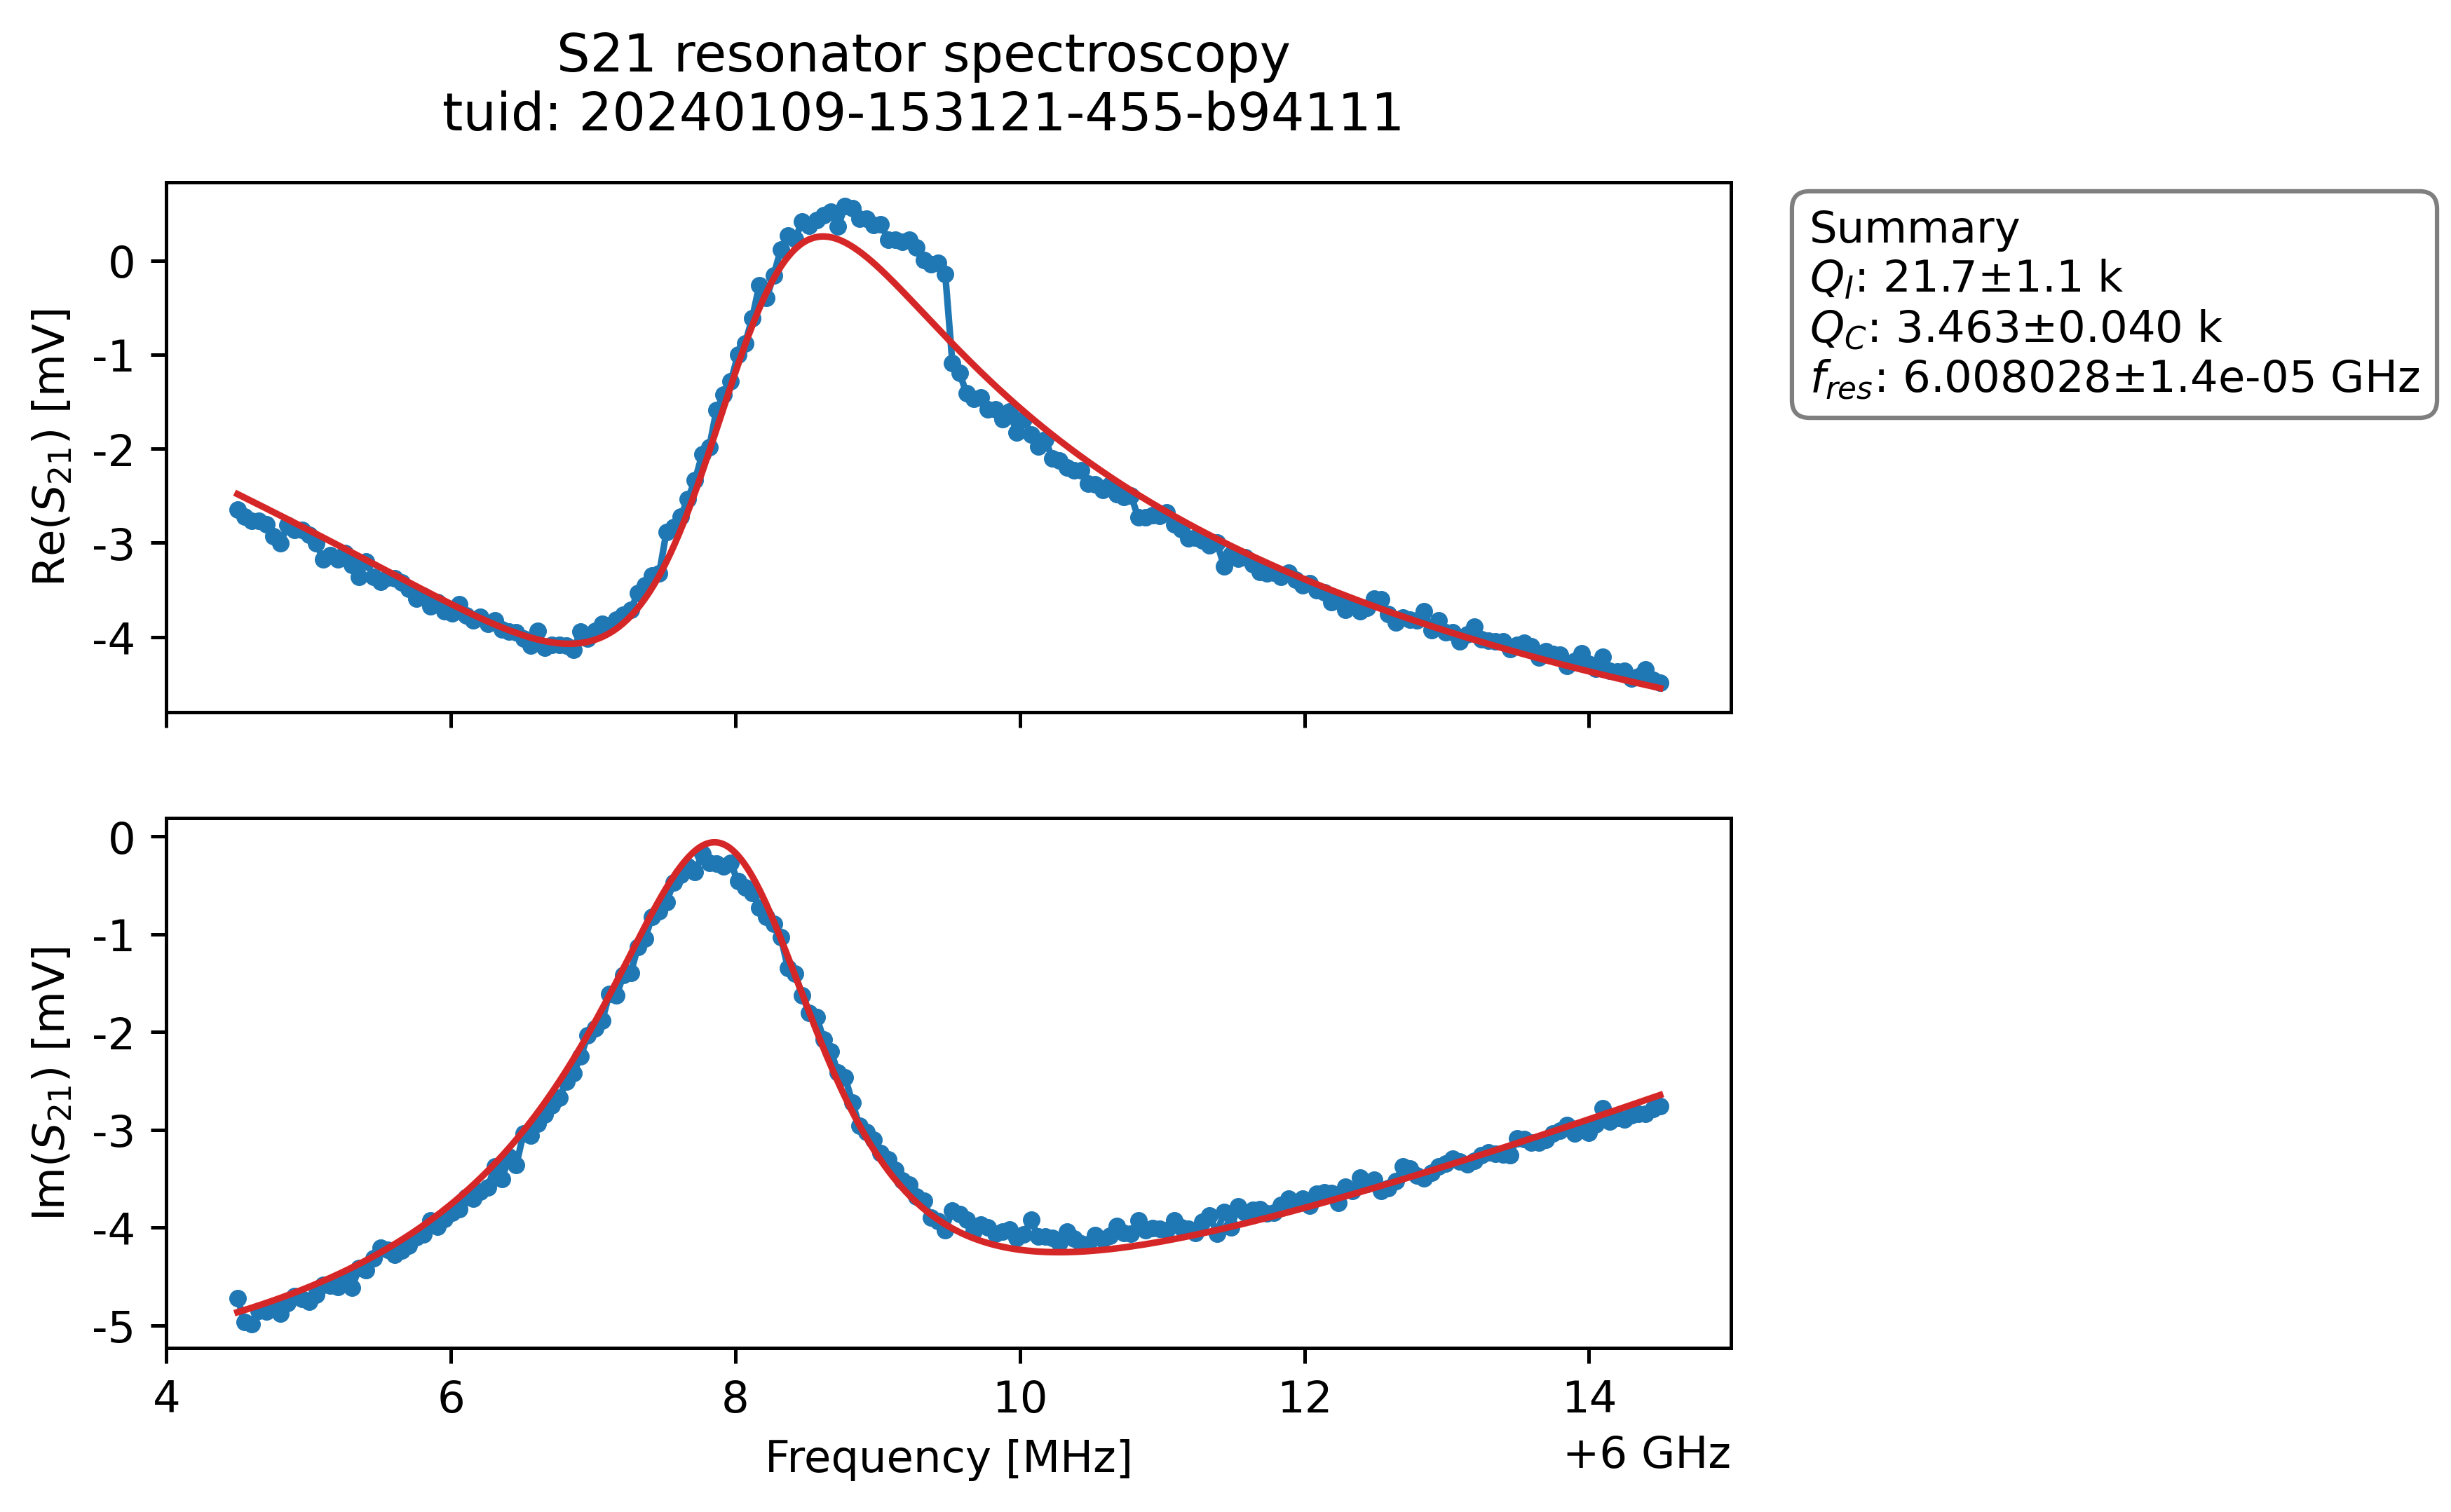 S21 resonator spectroscopy
tuid: 20240109-153121-455-b94111
Re(S₂₁) [mV]
0
-1
-2
-3
-4
Summary
Q_I: 21.7±1.1 k
Q_C: 3.463±0.040 k
f_res: 6.008028±1.4e-05 GHz
Im(S₂₁) [mV]
0
-1
-2
-3
-4
-5
4 6 8 10 12 14
Frequency [MHz]
+6 GHz